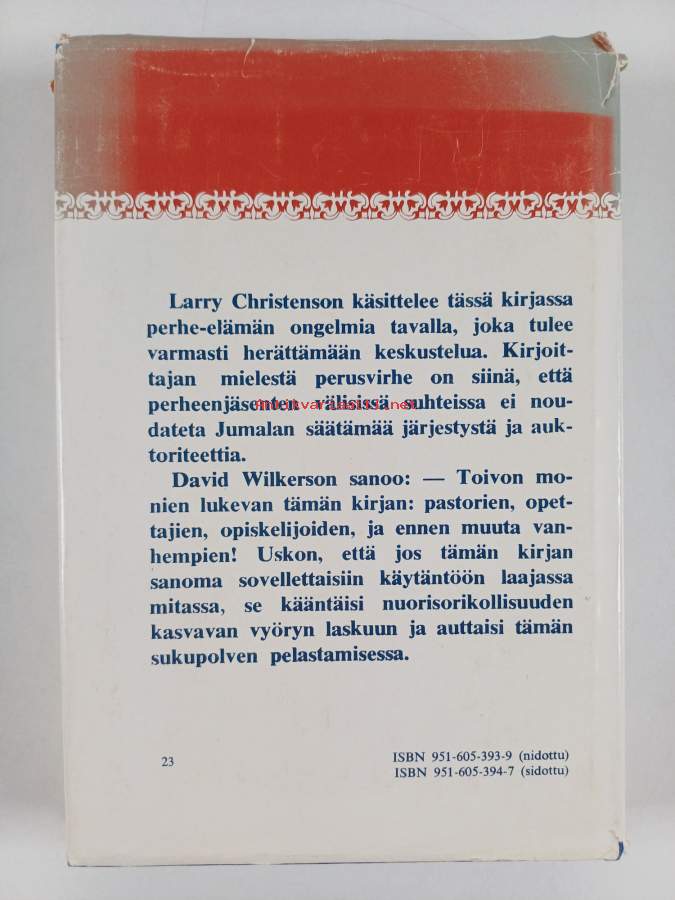 Larry Christenson käsittelee tässä kirjassa
perhe-elämän ongelmia tavalla, joka tulee
varmasti herättämään keskustelua. Kirjoit-
tajan mielestä perusvirhe on siinä, että
perheenjäsenten välisissä suhteissa ei nou-
Antikvariaatti.net
dateta Jumalan säätämää järjestystä ja auk-
toriteettia.
David Wilkerson sanoo: — Toivon mo-
nien lukevan tämän kirjan: pastorien, opet-
tajien, opiskelijoiden, ja ennen muuta van-
hempien! Uskon, että jos tämän kirjan
sanoma sovellettaisiin käytäntöön laajassa
mitassa, se kääntäisi nuorisorikollisuuden
kasvavan vyöryn laskuun ja auttaisi tämän
sukupolven pelastamisessa.
23
ISBN 951-605-393-9 (nidottu)
ISBN 951-605-394-7 (sidottu)